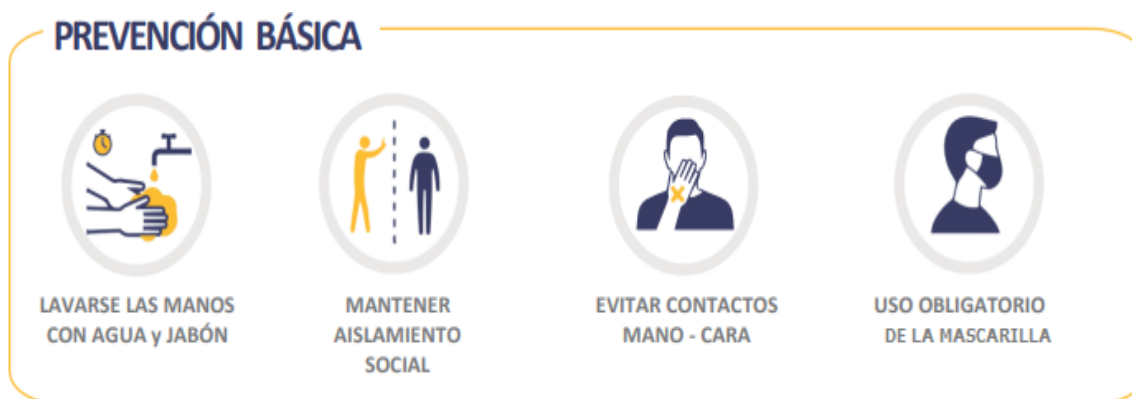 PREVENCIÓN BÁSICA
LAVARSE LAS MANOS
CON AGUA y JABÓN
MANTENER
AISLAMIENTO
SOCIAL
EVITAR CONTACTOS
MANO - CARA
USO OBLIGATORIO
DE LA MASCARILLA